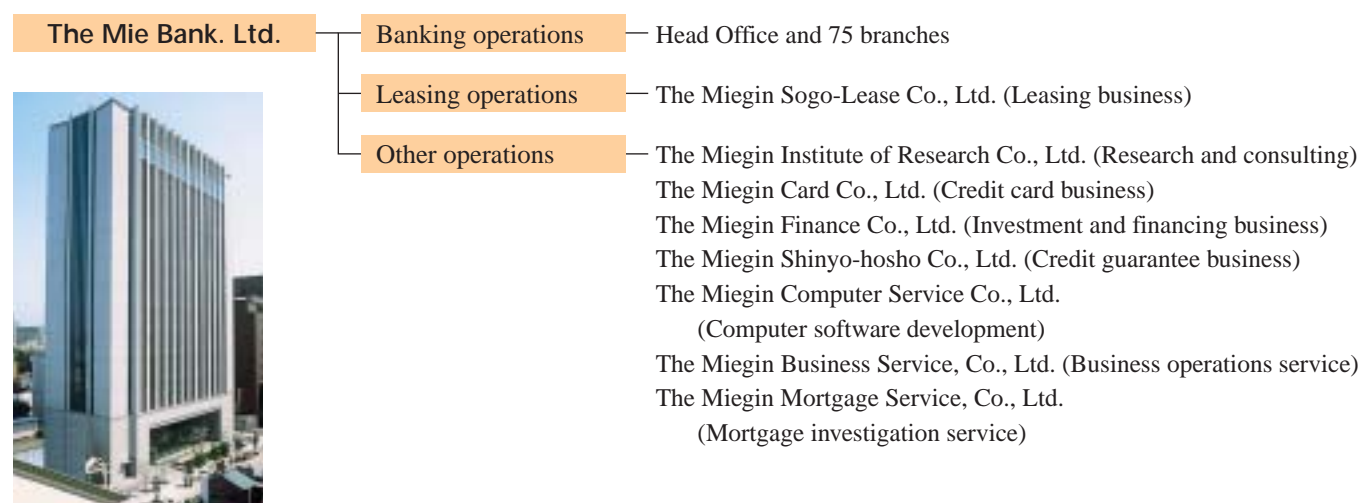 The Mie Bank. Ltd.
Banking operations
Head Office and 75 branches
Leasing operations
The Miegin Sogo-Lease Co., Ltd. (Leasing business)
Other operations
The Miegin Institute of Research Co., Ltd. (Research and consulting)
The Miegin Card Co., Ltd. (Credit card business)
The Miegin Finance Co., Ltd. (Investment and financing business)
The Miegin Shinyo-hosho Co., Ltd. (Credit guarantee business)
The Miegin Computer Service Co., Ltd.
(Computer software development)
The Miegin Business Service, Co., Ltd. (Business operations service)
The Miegin Mortgage Service, Co., Ltd.
(Mortgage investigation service)